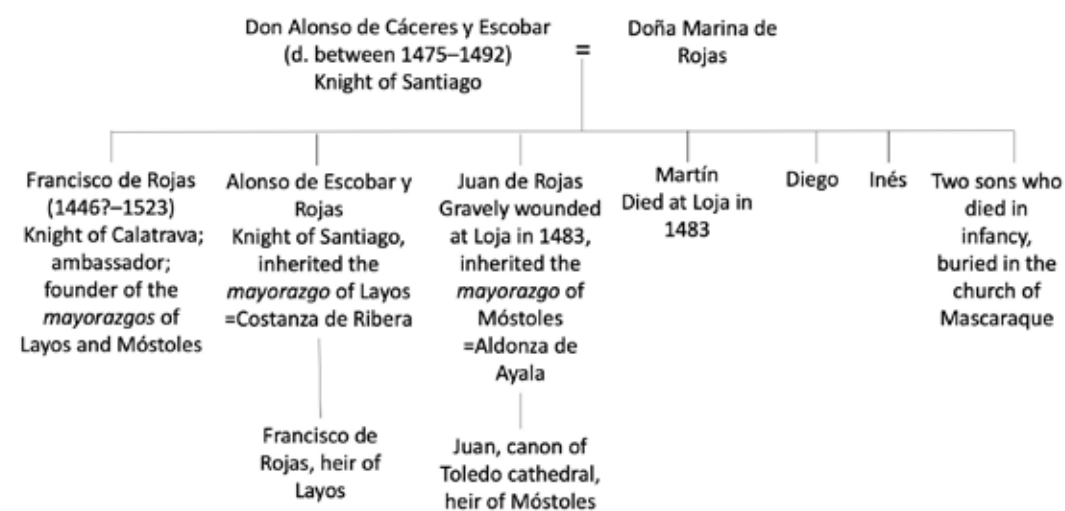 Don Alonso de Cáceres y Escobar
(d. between 1475–1492)
Knight of Santiago
=
Doña Marina de
Rojas
Francisco de Rojas
(1446?–1523)
Knight of Calatrava;
ambassador;
founder of the
mayorazgos of
Layos and Móstoles
Alonso de Escobar y
Rojas
Knight of Santiago,
inherited the
mayorazgo of Layos
=Costanza de Ribera
Juan de Rojas
Gravely wounded
at Loja in 1483,
inherited the
mayorazgo of
Móstoles
=Aldonza de
Ayala
Martín
Died at Loja in
1483
Diego
Inés
Two sons who
died in
infancy,
buried in the
church of
Mascaraque
Francisco de
Rojas, heir of
Layos
Juan, canon of
Toledo cathedral,
heir of Móstoles